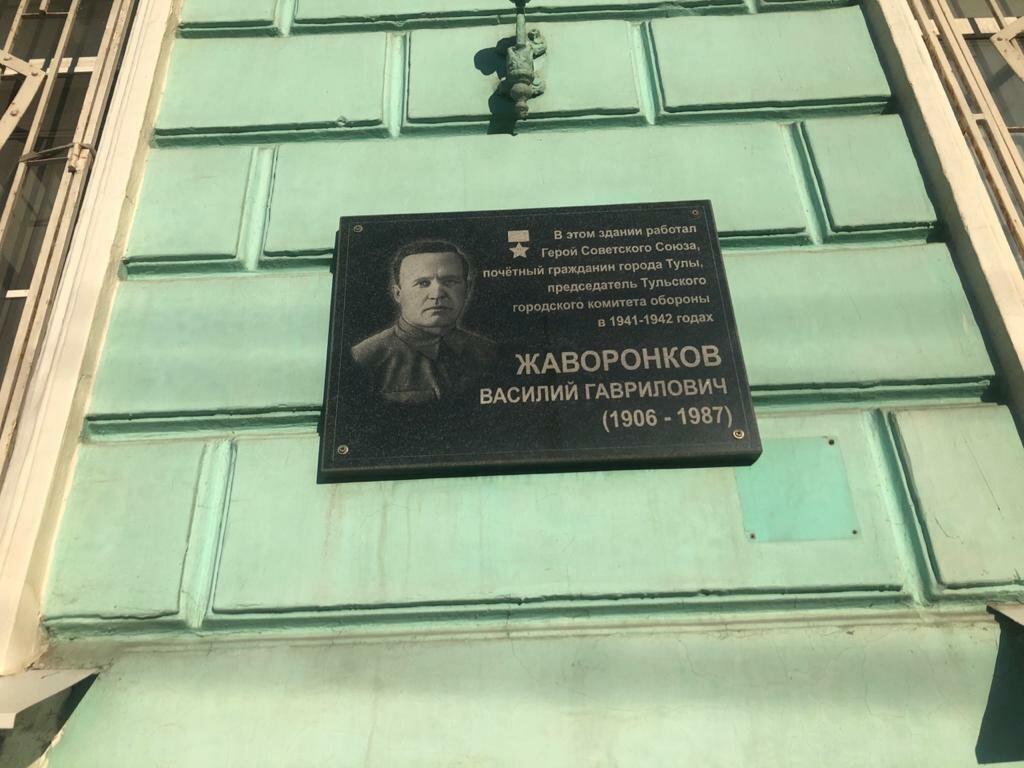 В этом здании работал
Герой Советского Союза,
почётный гражданин города Тулы,
председатель Тульского
городского комитета обороны
в 1941-1942 годах
ЖАВОРОНКОВ
ВАСИЛИЙ ГАВРИЛОВИЧ
(1906 - 1987)